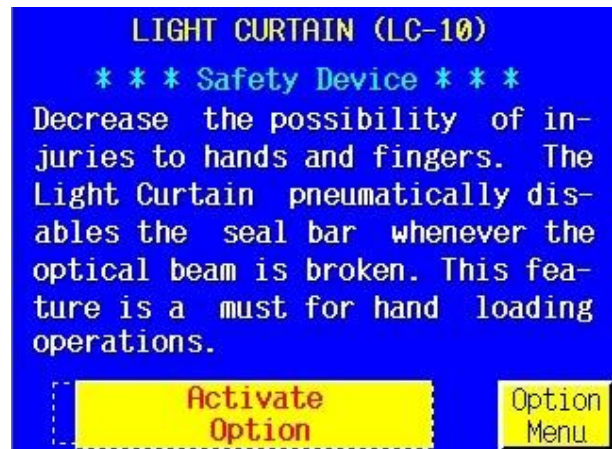 LIGHT CURTAIN (LC-10)
* * * Safety Device * * *
Decrease the possibility of in-
juries to hands and fingers. The
Light Curtain pneumatically dis-
ables the seal bar whenever the
optical beam is broken. This fea-
ture is a must for hand loading
operations.
Activate
Option
Option
Menu